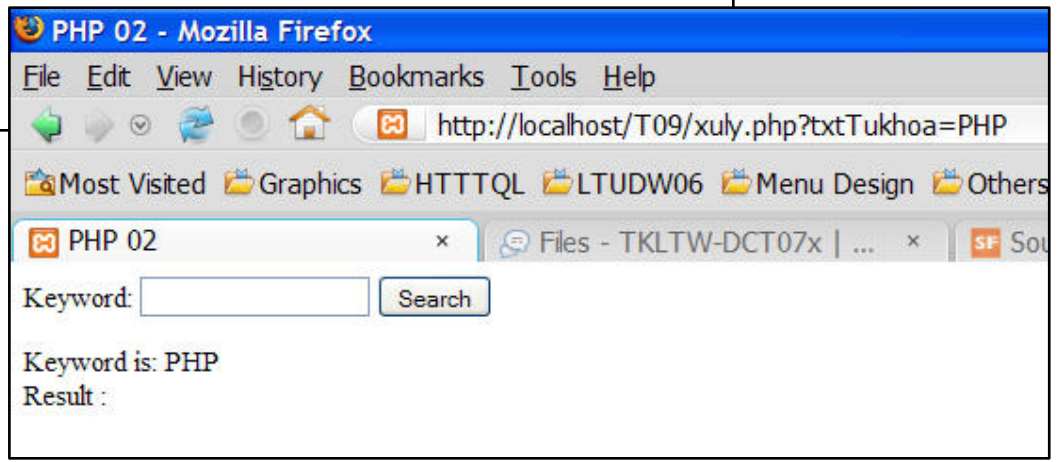 PHP 02 - Mozilla Firefox
File Edit View History Bookmarks Tools Help
http://localhost/T09/xuly.php?txtTukhoa=PHP
Most Visited Graphics HTTTQL LTUDW06 Menu Design Others
PHP 02 × Files - TKLTW-DCT07x | ... × SF Sou
Keyword: Search
Keyword is: PHP
Result :